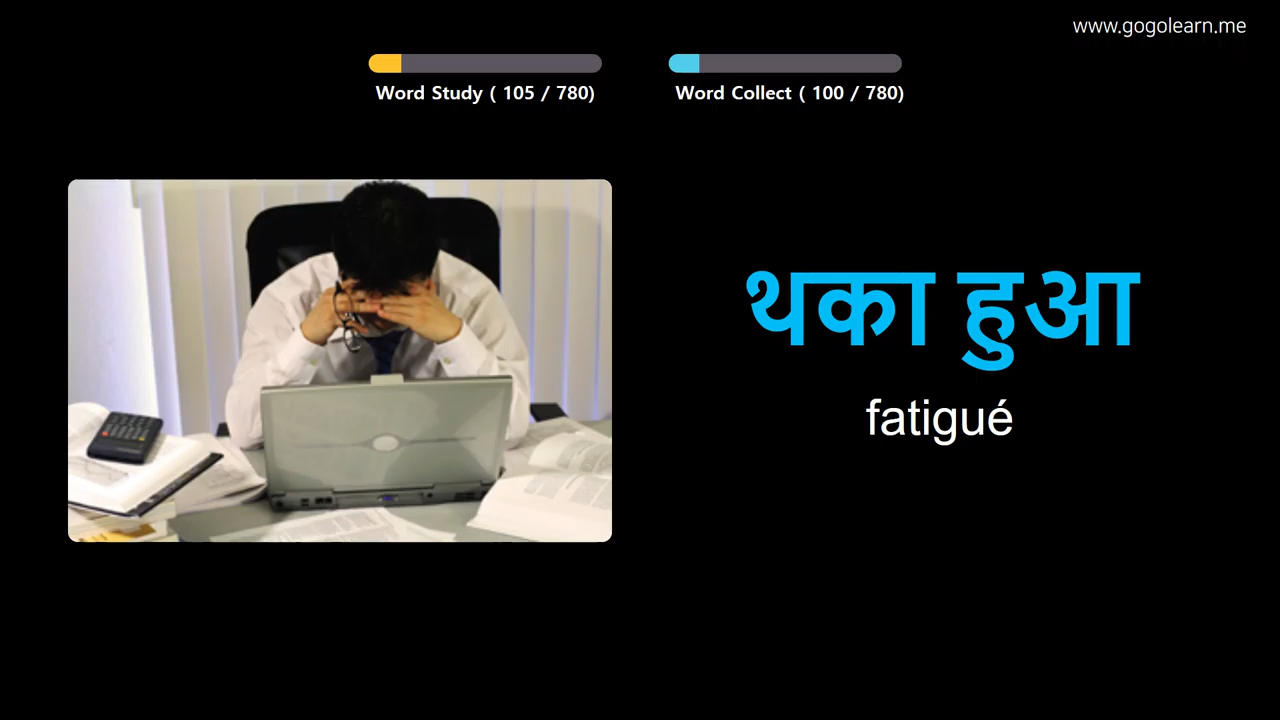 www.gogolearn.me
Word Study ( 105 / 780)
Word Collect ( 100 / 780)
थका हुआ
fatigué